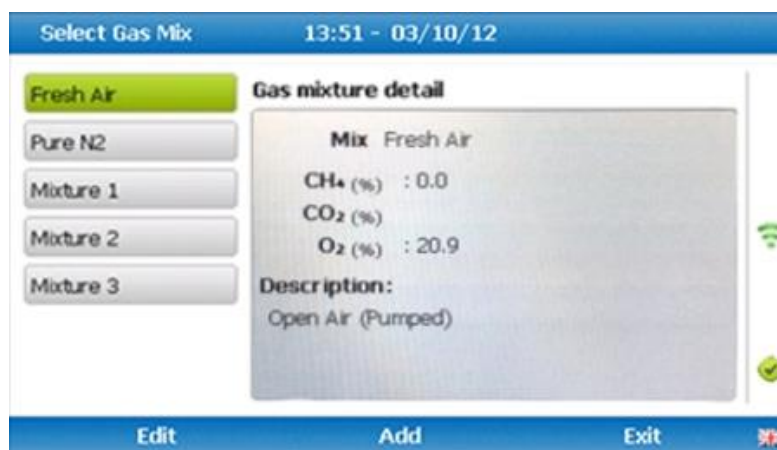 Select Gas Mix 13:51 - 03/10/12
Fresh Air
Pure N2
Mixture 1
Mixture 2
Mixture 3
Gas mixture detail
Mix Fresh Air
CH₄ (%) : 0.0
CO₂ (%)
O₂ (%) : 20.9
Description:
Open Air (Pumped)
Edit Add Exit